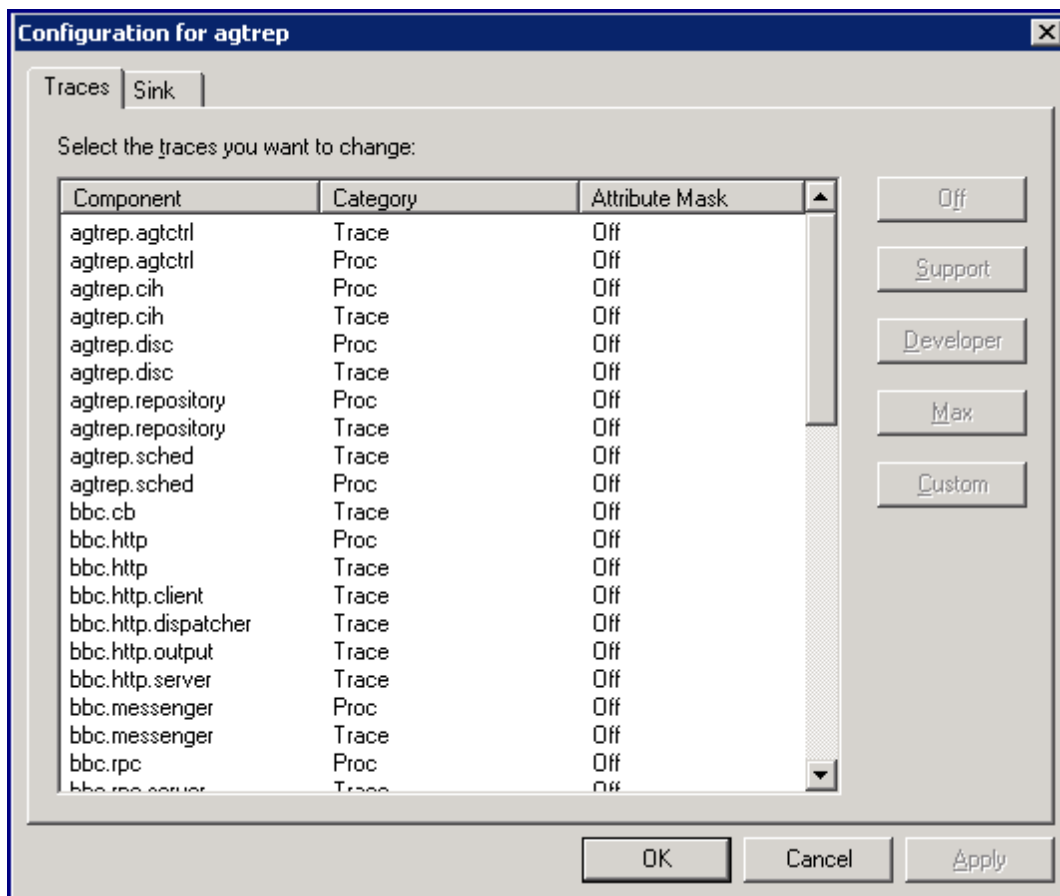 Configuration for agtrep
Traces Sink
Select the traces you want to change:
Component Category Attribute Mask
agtrep.agtctrl Trace Off
agtrep.agtctrl Proc Off
agtrep.cih Proc Off
agtrep.cih Trace Off
agtrep.disc Proc Off
agtrep.disc Trace Off
agtrep.repository Proc Off
agtrep.repository Trace Off
agtrep.sched Trace Off
agtrep.sched Proc Off
bbc.cb Trace Off
bbc.http Proc Off
bbc.http Trace Off
bbc.http.client Trace Off
bbc.http.dispatcher Trace Off
bbc.http.output Trace Off
bbc.http.server Trace Off
bbc.messenger Proc Off
bbc.messenger Trace Off
bbc.rpc Proc Off
bbc.rpc.server Trace Off
Off
Support
Developer
Max
Custom
OK Cancel Apply